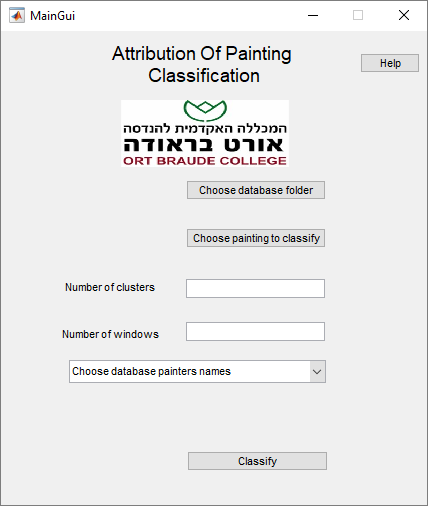 MainGui
Attribution Of Painting
Classification
Help
המכללה האקדמית להנדסה
אורט בראודה
ORT BRAUDE COLLEGE
Choose database folder
Choose painting to classify
Number of clusters
Number of windows
Choose database painters names
Classify